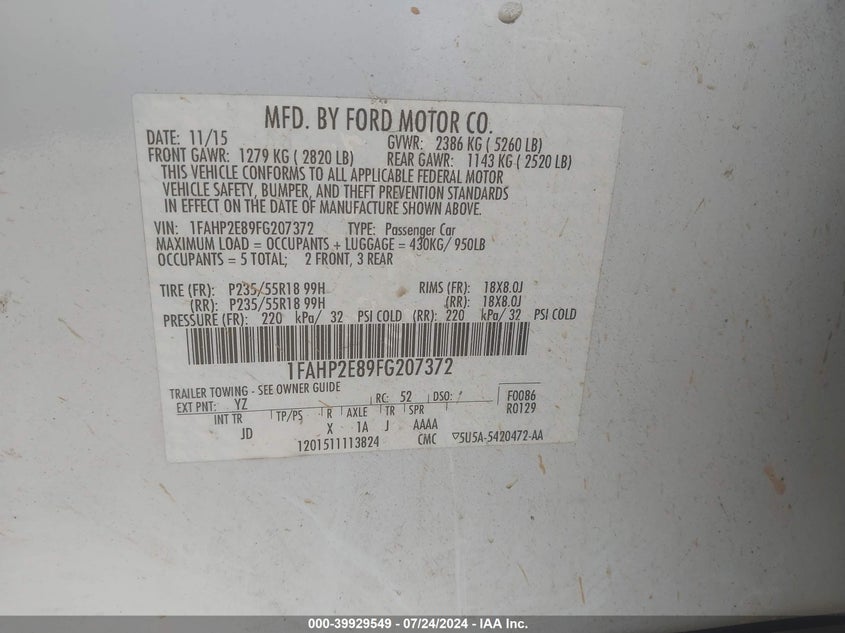 MFD. BY FORD MOTOR CO.
DATE: 11/15 GVWR: 2386 KG ( 5260 LB)
FRONT GAWR: 1279 KG ( 2820 LB) REAR GAWR: 1143 KG ( 2520 LB)
THIS VEHICLE CONFORMS TO ALL APPLICABLE FEDERAL MOTOR
VEHICLE SAFETY, BUMPER, AND THEFT PREVENTION STANDARDS
IN EFFECT ON THE DATE OF MANUFACTURE SHOWN ABOVE.
VIN: 1FAHP2E89FG207372 TYPE: Passenger Car
MAXIMUM LOAD = OCCUPANTS + LUGGAGE = 430KG/ 950LB
OCCUPANTS = 5 TOTAL; 2 FRONT, 3 REAR
TIRE (FR): P235/55R18 99H RIMS (FR): 18X8.0J
(RR): P235/55R18 99H (RR): 18X8.0J
PRESSURE (FR): 220 kPa/ 32 PSI COLD (RR): 220 kPa/ 32 PSI COLD
1FAHP2E89FG207372
TRAILER TOWING - SEE OWNER GUIDE
EXT PNT: YZ RC: 52 DSO: F0086
INT TR TP/PS R AXLE TR SPR R0129
JD X 1A J AAAA
1201511113824 CMC ▽5U5A-5420472-AA
000-39929549 / 07/24/2024 - IAA Inc.